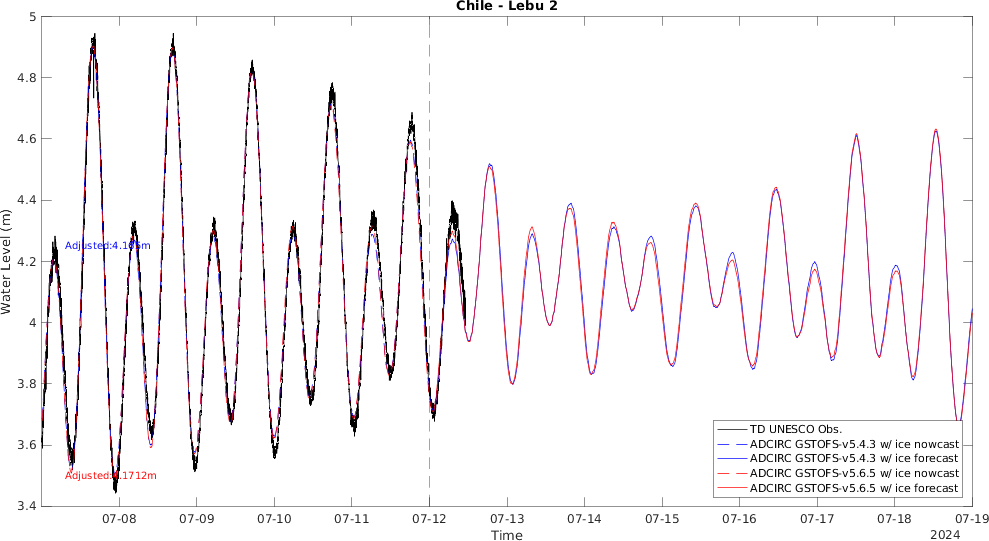 Chile - Lebu 2
5
4.8
4.6
4.4
4.2
4
3.8
3.6
3.4
Water Level (m)
Adjusted:4.165m
Adjusted:4.1712m
07-08
07-09
07-10
07-11
07-12
07-13
07-14
07-15
07-16
07-17
07-18
07-19
Time
2024
TD UNESCO Obs.
ADCIRC GSTOFS-v5.4.3 w/ ice nowcast
ADCIRC GSTOFS-v5.4.3 w/ ice forecast
ADCIRC GSTOFS-v5.6.5 w/ ice nowcast
ADCIRC GSTOFS-v5.6.5 w/ ice forecast